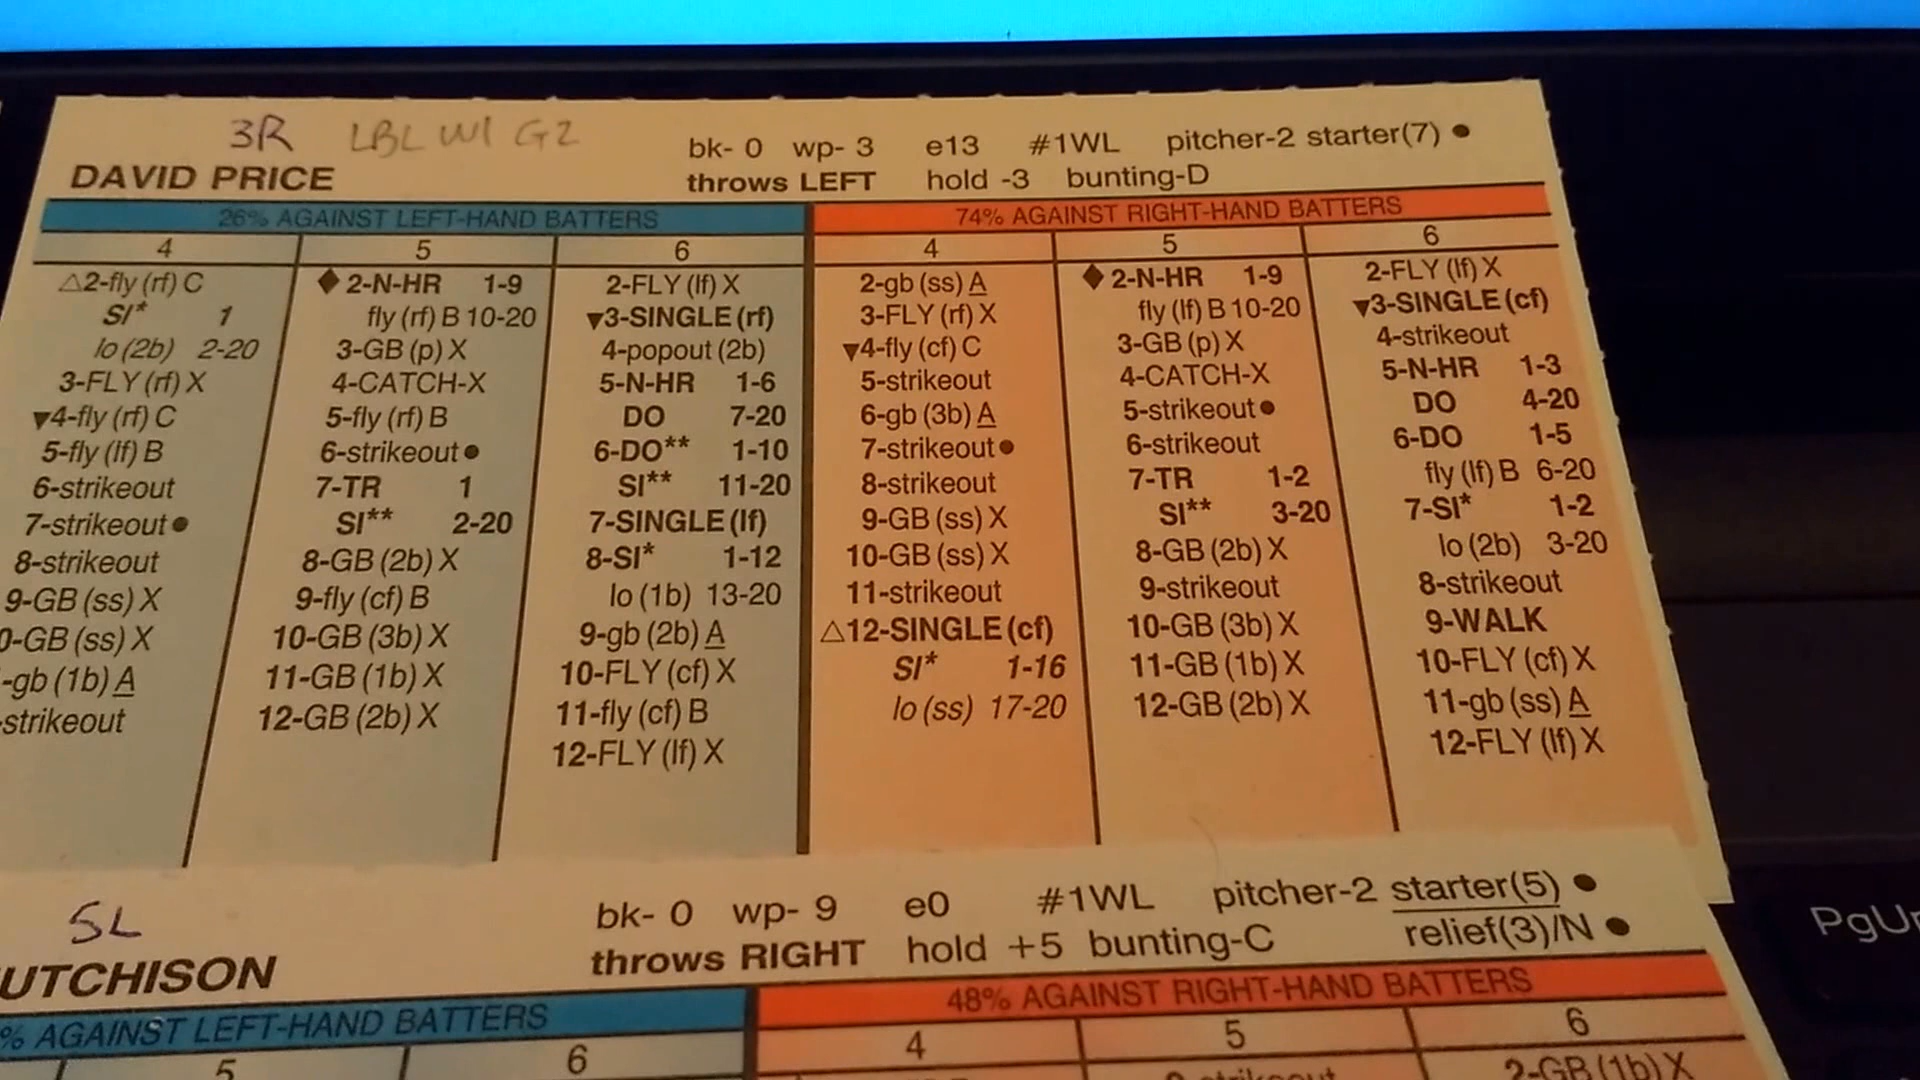 3R LBL W1 G2
DAVID PRICE
bk- 0 wp- 3 e13 #1WL pitcher-2 starter(7) ●
throws LEFT hold -3 bunting-D
26% AGAINST LEFT-HAND BATTERS
4 5 6
△2-fly (rf) C
SI* 1
lo (2b) 2-20
3-FLY (rf) X
▼4-fly (rf) C
5-fly (lf) B
6-strikeout
7-strikeout ●
8-strikeout
9-GB (ss) X
0-GB (ss) X
-gb (1b) A
-strikeout
◆ 2-N-HR 1-9
fly (rf) B 10-20
3-GB (p) X
4-CATCH-X
5-fly (rf) B
6-strikeout ●
7-TR 1
SI** 2-20
8-GB (2b) X
9-fly (cf) B
10-GB (3b) X
11-GB (1b) X
12-GB (2b) X
2-FLY (lf) X
▼3-SINGLE (rf)
4-popout (2b)
5-N-HR 1-6
DO 7-20
6-DO** 1-10
SI** 11-20
7-SINGLE (lf)
8-SI* 1-12
lo (1b) 13-20
9-gb (2b) A
10-FLY (cf) X
11-fly (cf) B
12-FLY (lf) X
74% AGAINST RIGHT-HAND BATTERS
4 5 6
2-gb (ss) A
3-FLY (rf) X
▼4-fly (cf) C
5-strikeout
6-gb (3b) A
7-strikeout ●
8-strikeout
9-GB (ss) X
10-GB (ss) X
11-strikeout
△12-SINGLE (cf)
SI* 1-16
lo (ss) 17-20
◆ 2-N-HR 1-9
fly (lf) B 10-20
3-GB (p) X
4-CATCH-X
5-strikeout ●
6-strikeout
7-TR 1-2
SI** 3-20
8-GB (2b) X
9-strikeout
10-GB (3b) X
11-GB (1b) X
12-GB (2b) X
2-FLY (lf) X
▼3-SINGLE (cf)
4-strikeout
5-N-HR 1-3
DO 4-20
6-DO 1-5
fly (lf) B 6-20
7-SI* 1-2
lo (2b) 3-20
8-strikeout
9-WALK
10-FLY (cf) X
11-gb (ss) A
12-FLY (lf) X
5L
UTCHISON
bk- 0 wp- 9 e0 #1WL pitcher-2 starter(5) ●
throws RIGHT hold +5 bunting-C relief(3)/N ●
% AGAINST LEFT-HAND BATTERS
5 6
48% AGAINST RIGHT-HAND BATTERS
4 5 6
2-GB (1b) X
PgUp